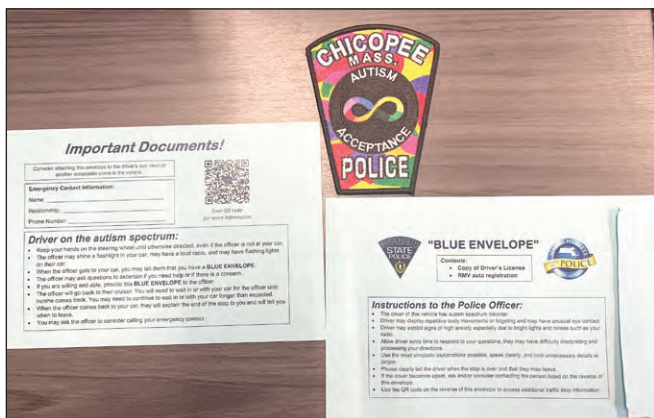 CHICOPEE
MASS.
AUTISM
ACCEPTANCE
POLICE
Important Documents!
Consider attaching this envelope to the driver's sun visor or
another acceptable place in the vehicle.
Emergency Contact Information:
Name:
Relationship:
Phone Number:
Scan QR code
for more information
Driver on the autism spectrum:
• Keep your hands on the steering wheel until otherwise directed, even if the officer is not at your car.
• The officer may shine a flashlight in your car, may have a loud radio, and may have flashing lights
on their car.
• When the officer gets to your car, you may tell them that you have a BLUE ENVELOPE.
• The officer may ask questions to ascertain if you need help or if there is a concern.
• If you are willing and able, provide this BLUE ENVELOPE to the officer.
• The officer will go back to their cruiser. You will need to wait in or with your car for the officer until
he/she comes back. You may need to continue to wait in or with your car longer than expected.
• When the officer comes back to your car, they will explain the end of the stop to you and will tell you
when to leave.
• You may ask the officer to consider calling your emergency contact.
STATE
POLICE
"BLUE ENVELOPE"
Contents:
• Copy of Driver's License
• RMV auto registration
POLICE
Instructions to the Police Officer:
• The driver of this vehicle has autism spectrum disorder.
• Driver may display repetitive body movements or fidgeting and may have unusual eye contact.
• Driver may exhibit signs of high anxiety especially due to bright lights and noises such as your
radio.
• Allow driver extra time to respond to your questions, they may have difficulty interpreting and
processing your directions.
• Use the most simplistic explanations possible, speak clearly, and limit unnecessary details or
jargon.
• Please clearly tell the driver when the stop is over and that they may leave.
• If the driver becomes upset, ask and/or consider contacting the person listed on the reverse of
this envelope.
• Use the QR code on the reverse of this envelope to access additional traffic stop information.